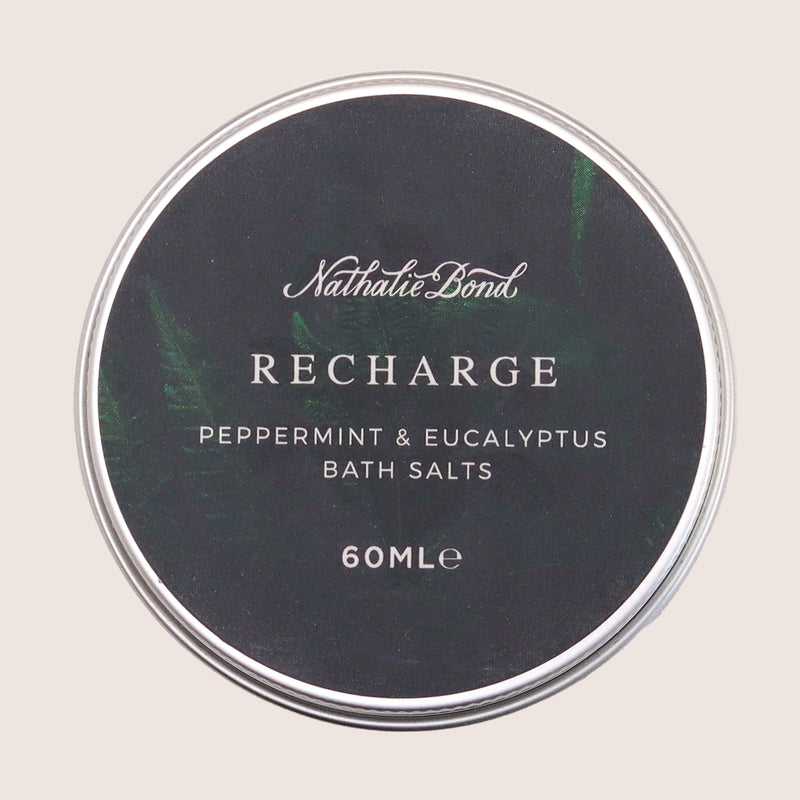 Nathalie Bond
RECHARGE
PEPPERMINT & EUCALYPTUS
BATH SALTS
60ML℮